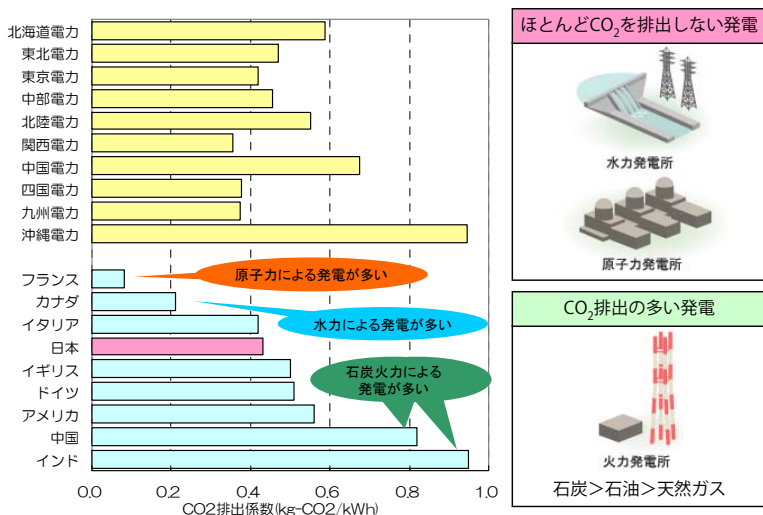 北海道電力
東北電力
東京電力
中部電力
北陸電力
関西電力
中国電力
四国電力
九州電力
沖縄電力
フランス
カナダ
イタリア
日本
イギリス
ドイツ
アメリカ
中国
インド
原子力による発電が多い
水力による発電が多い
石炭火力による
発電が多い
0.0 0.2 0.4 0.6 0.8 1.0
CO2排出係数(kg-CO2/kWh)
ほとんどCO₂を排出しない発電
水力発電所
原子力発電所
CO₂排出の多い発電
火力発電所
石炭＞石油＞天然ガス